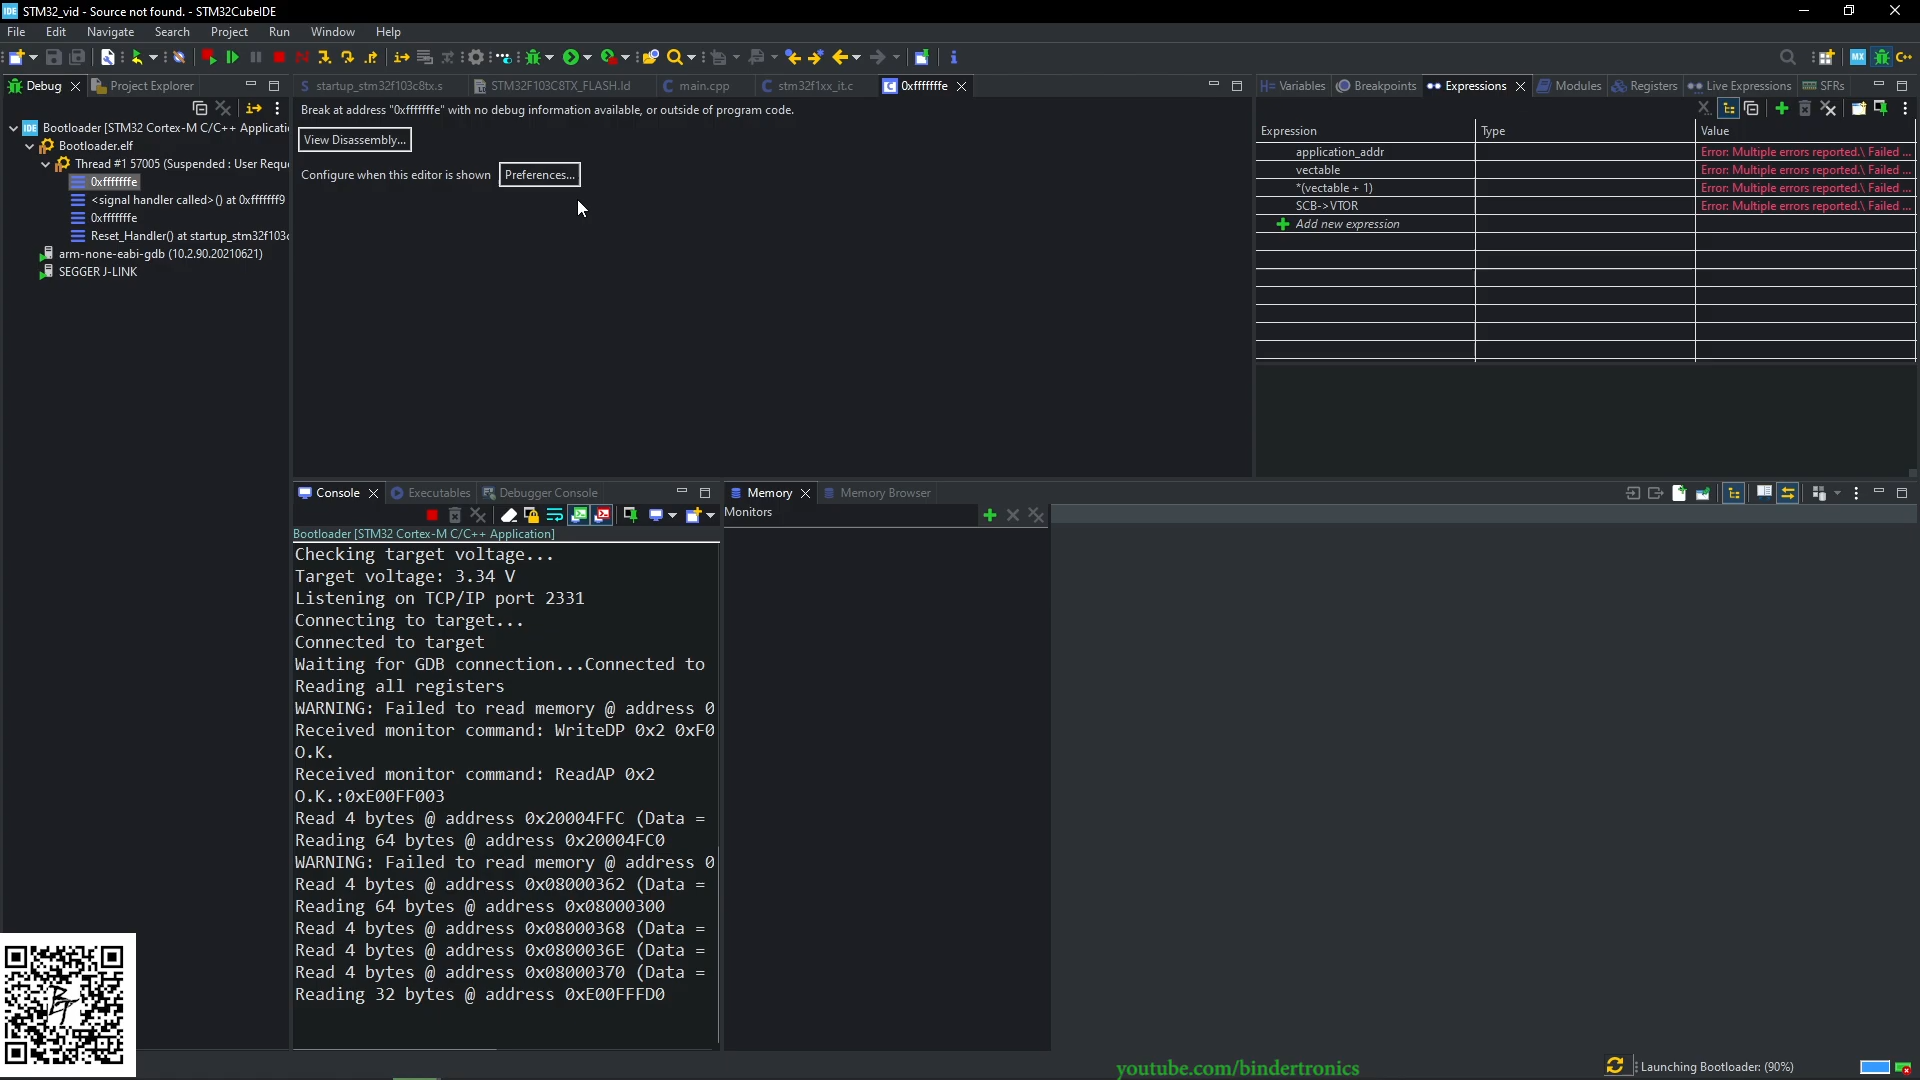 IDE STM32_vid - Source not found. - STM32CubeIDE
File Edit Navigate Search Project Run Window Help
Debug
Project Explorer
Bootloader [STM32 Cortex-M C/C++ Applicati
Bootloader.elf
Thread #1 57005 (Suspended : User Reque
0xfffffffe
<signal handler called>() at 0xfffffff9
0xfffffffe
Reset_Handler() at startup_stm32f103c
arm-none-eabi-gdb (10.2.90.20210621)
SEGGER J-LINK
startup_stm32f103c8tx.s
STM32F103C8TX_FLASH.ld
main.cpp
stm32f1xx_it.c
0xfffffffe
Break at address "0xfffffffe" with no debug information available, or outside of program code.
View Disassembly...
Configure when this editor is shown
Preferences...
Variables
Breakpoints
Expressions
Modules
Registers
Live Expressions
SFRs
Expression Type Value
application_addr Error: Multiple errors reported.\ Failed ...
vectable Error: Multiple errors reported.\ Failed ...
*(vectable + 1) Error: Multiple errors reported.\ Failed ...
SCB->VTOR Error: Multiple errors reported.\ Failed ...
Add new expression
Console
Executables
Debugger Console
Bootloader [STM32 Cortex-M C/C++ Application]
Checking target voltage...
Target voltage: 3.34 V
Listening on TCP/IP port 2331
Connecting to target...
Connected to target
Waiting for GDB connection...Connected to
Reading all registers
WARNING: Failed to read memory @ address 0
Received monitor command: WriteDP 0x2 0xF0
O.K.
Received monitor command: ReadAP 0x2
O.K.:0xE00FF003
Read 4 bytes @ address 0x20004FFC (Data =
Reading 64 bytes @ address 0x20004FC0
WARNING: Failed to read memory @ address 0
Read 4 bytes @ address 0x08000362 (Data =
Reading 64 bytes @ address 0x08000300
Read 4 bytes @ address 0x08000368 (Data =
Read 4 bytes @ address 0x0800036E (Data =
Read 4 bytes @ address 0x08000370 (Data =
Reading 32 bytes @ address 0xE00FFFD0
Memory
Memory Browser
Monitors
youtube.com/bindertronics
Launching Bootloader: (90%)